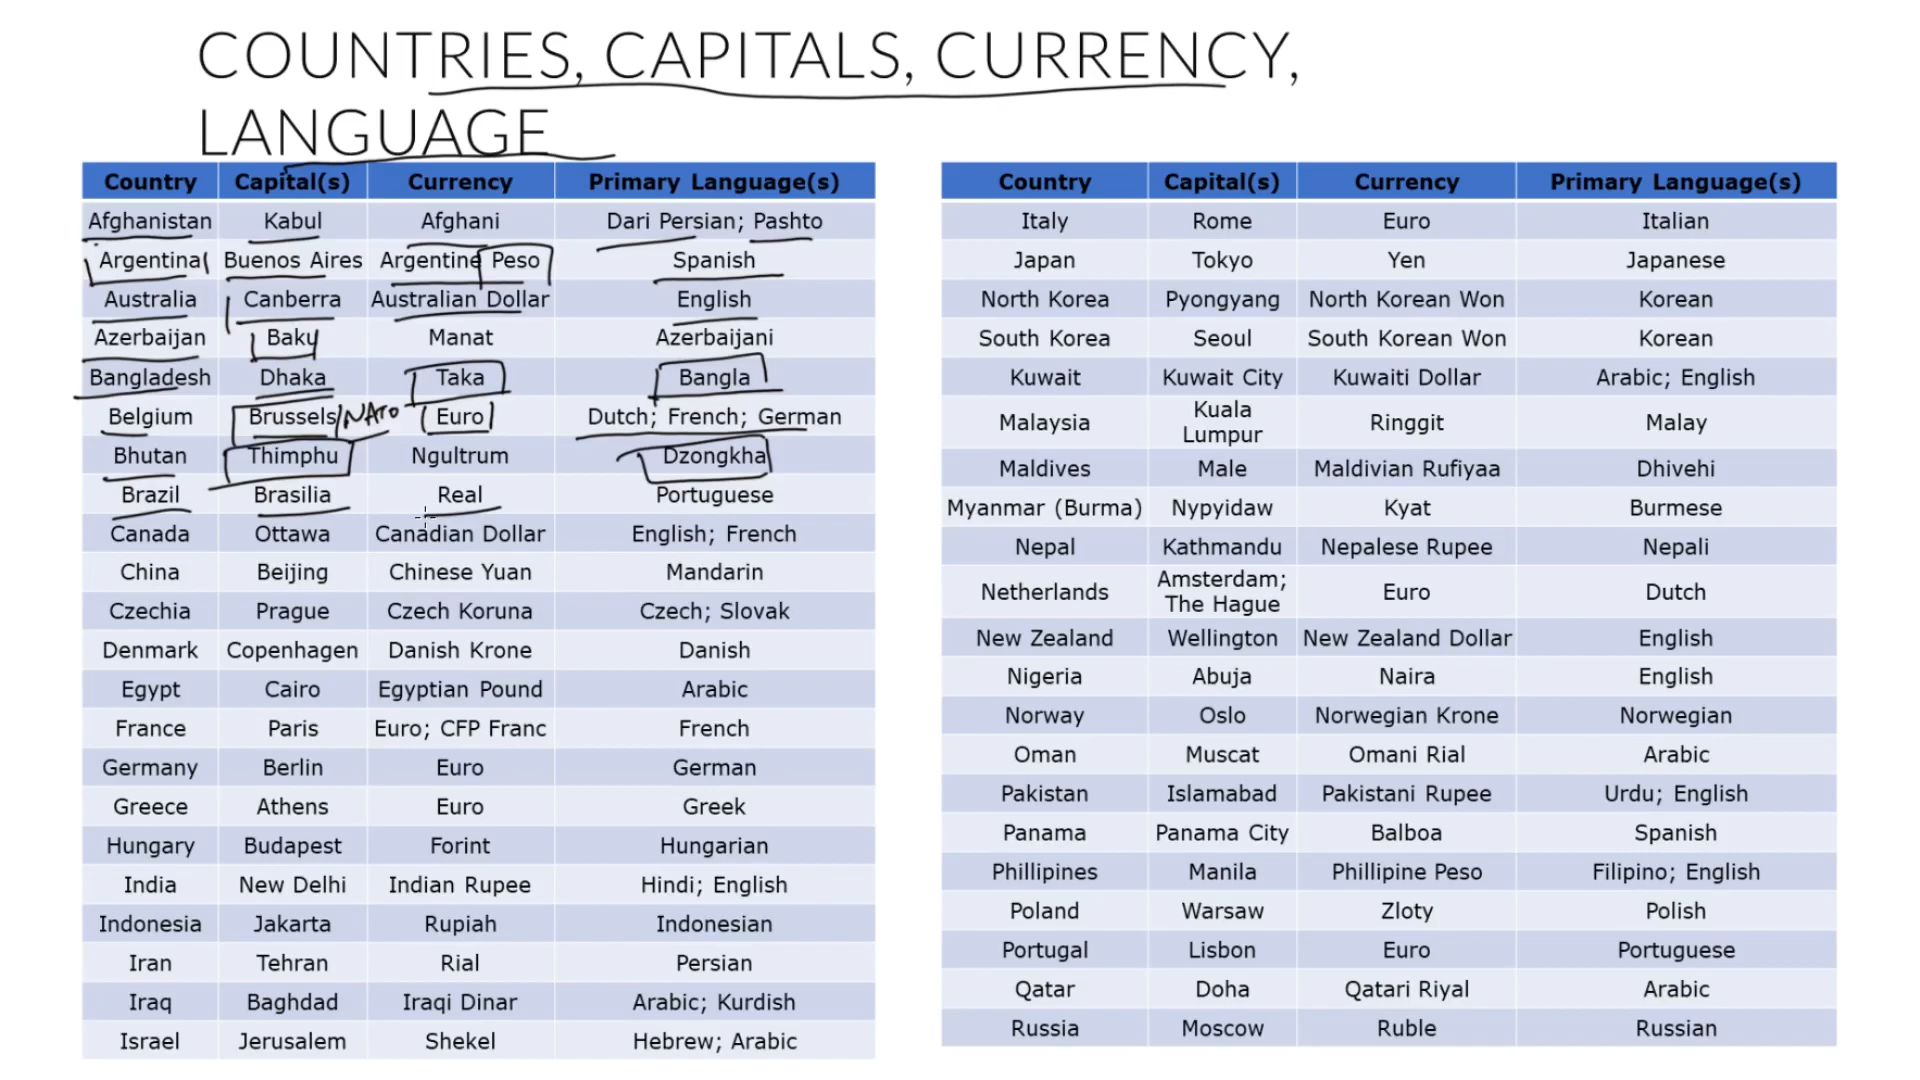 COUNTRIES, CAPITALS, CURRENCY,
LANGUAGE
Country Capital(s) Currency Primary Language(s)
Afghanistan Kabul Afghani Dari Persian; Pashto
Argentina Buenos Aires Argentine Peso Spanish
Australia Canberra Australian Dollar English
Azerbaijan Baku Manat Azerbaijani
Bangladesh Dhaka Taka Bangla
Belgium Brussels/NATO Euro Dutch; French; German
Bhutan Thimphu Ngultrum Dzongkha
Brazil Brasilia Real Portuguese
Canada Ottawa Canadian Dollar English; French
China Beijing Chinese Yuan Mandarin
Czechia Prague Czech Koruna Czech; Slovak
Denmark Copenhagen Danish Krone Danish
Egypt Cairo Egyptian Pound Arabic
France Paris Euro; CFP Franc French
Germany Berlin Euro German
Greece Athens Euro Greek
Hungary Budapest Forint Hungarian
India New Delhi Indian Rupee Hindi; English
Indonesia Jakarta Rupiah Indonesian
Iran Tehran Rial Persian
Iraq Baghdad Iraqi Dinar Arabic; Kurdish
Israel Jerusalem Shekel Hebrew; Arabic
Country Capital(s) Currency Primary Language(s)
Italy Rome Euro Italian
Japan Tokyo Yen Japanese
North Korea Pyongyang North Korean Won Korean
South Korea Seoul South Korean Won Korean
Kuwait Kuwait City Kuwaiti Dollar Arabic; English
Malaysia Kuala Lumpur Ringgit Malay
Maldives Male Maldivian Rufiyaa Dhivehi
Myanmar (Burma) Nypyidaw Kyat Burmese
Nepal Kathmandu Nepalese Rupee Nepali
Netherlands Amsterdam; The Hague Euro Dutch
New Zealand Wellington New Zealand Dollar English
Nigeria Abuja Naira English
Norway Oslo Norwegian Krone Norwegian
Oman Muscat Omani Rial Arabic
Pakistan Islamabad Pakistani Rupee Urdu; English
Panama Panama City Balboa Spanish
Phillipines Manila Phillipine Peso Filipino; English
Poland Warsaw Zloty Polish
Portugal Lisbon Euro Portuguese
Qatar Doha Qatari Riyal Arabic
Russia Moscow Ruble Russian